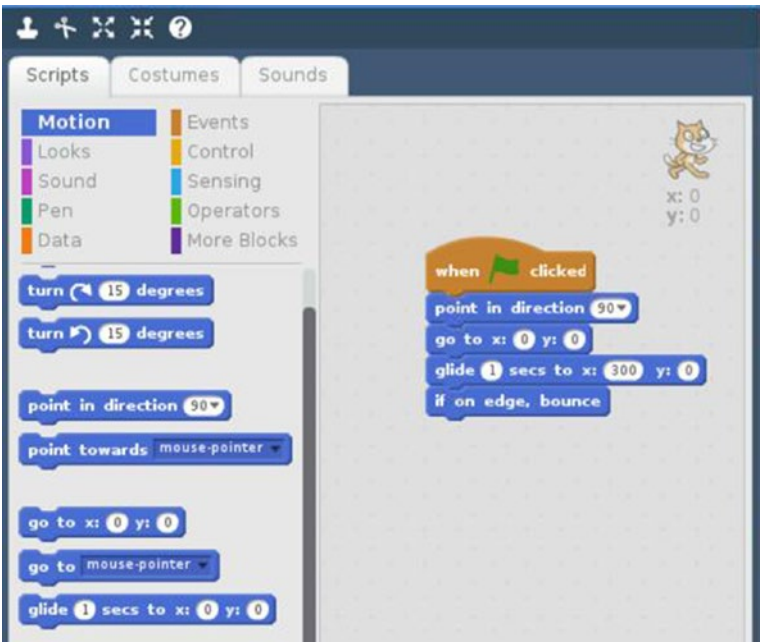 Scripts Costumes Sounds
Motion Events
Looks Control
Sound Sensing
Pen Operators
Data More Blocks
turn 15 degrees
turn 15 degrees
point in direction 90
point towards mouse-pointer
go to x: 0 y: 0
go to mouse-pointer
glide 1 secs to x: 0 y: 0
x: 0
y: 0
when clicked
point in direction 90
go to x: 0 y: 0
glide 1 secs to x: 300 y: 0
if on edge, bounce